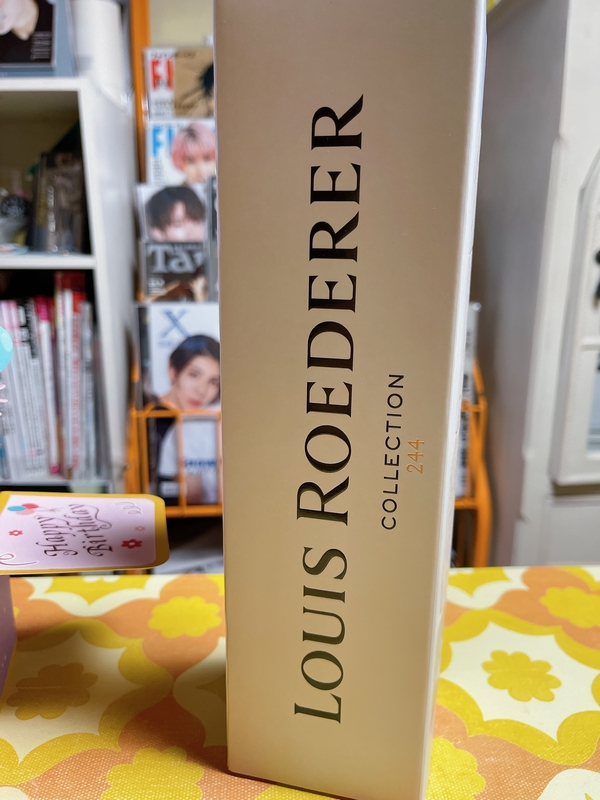 LOUIS ROEDERER
COLLECTION
244
Happy
Birthday